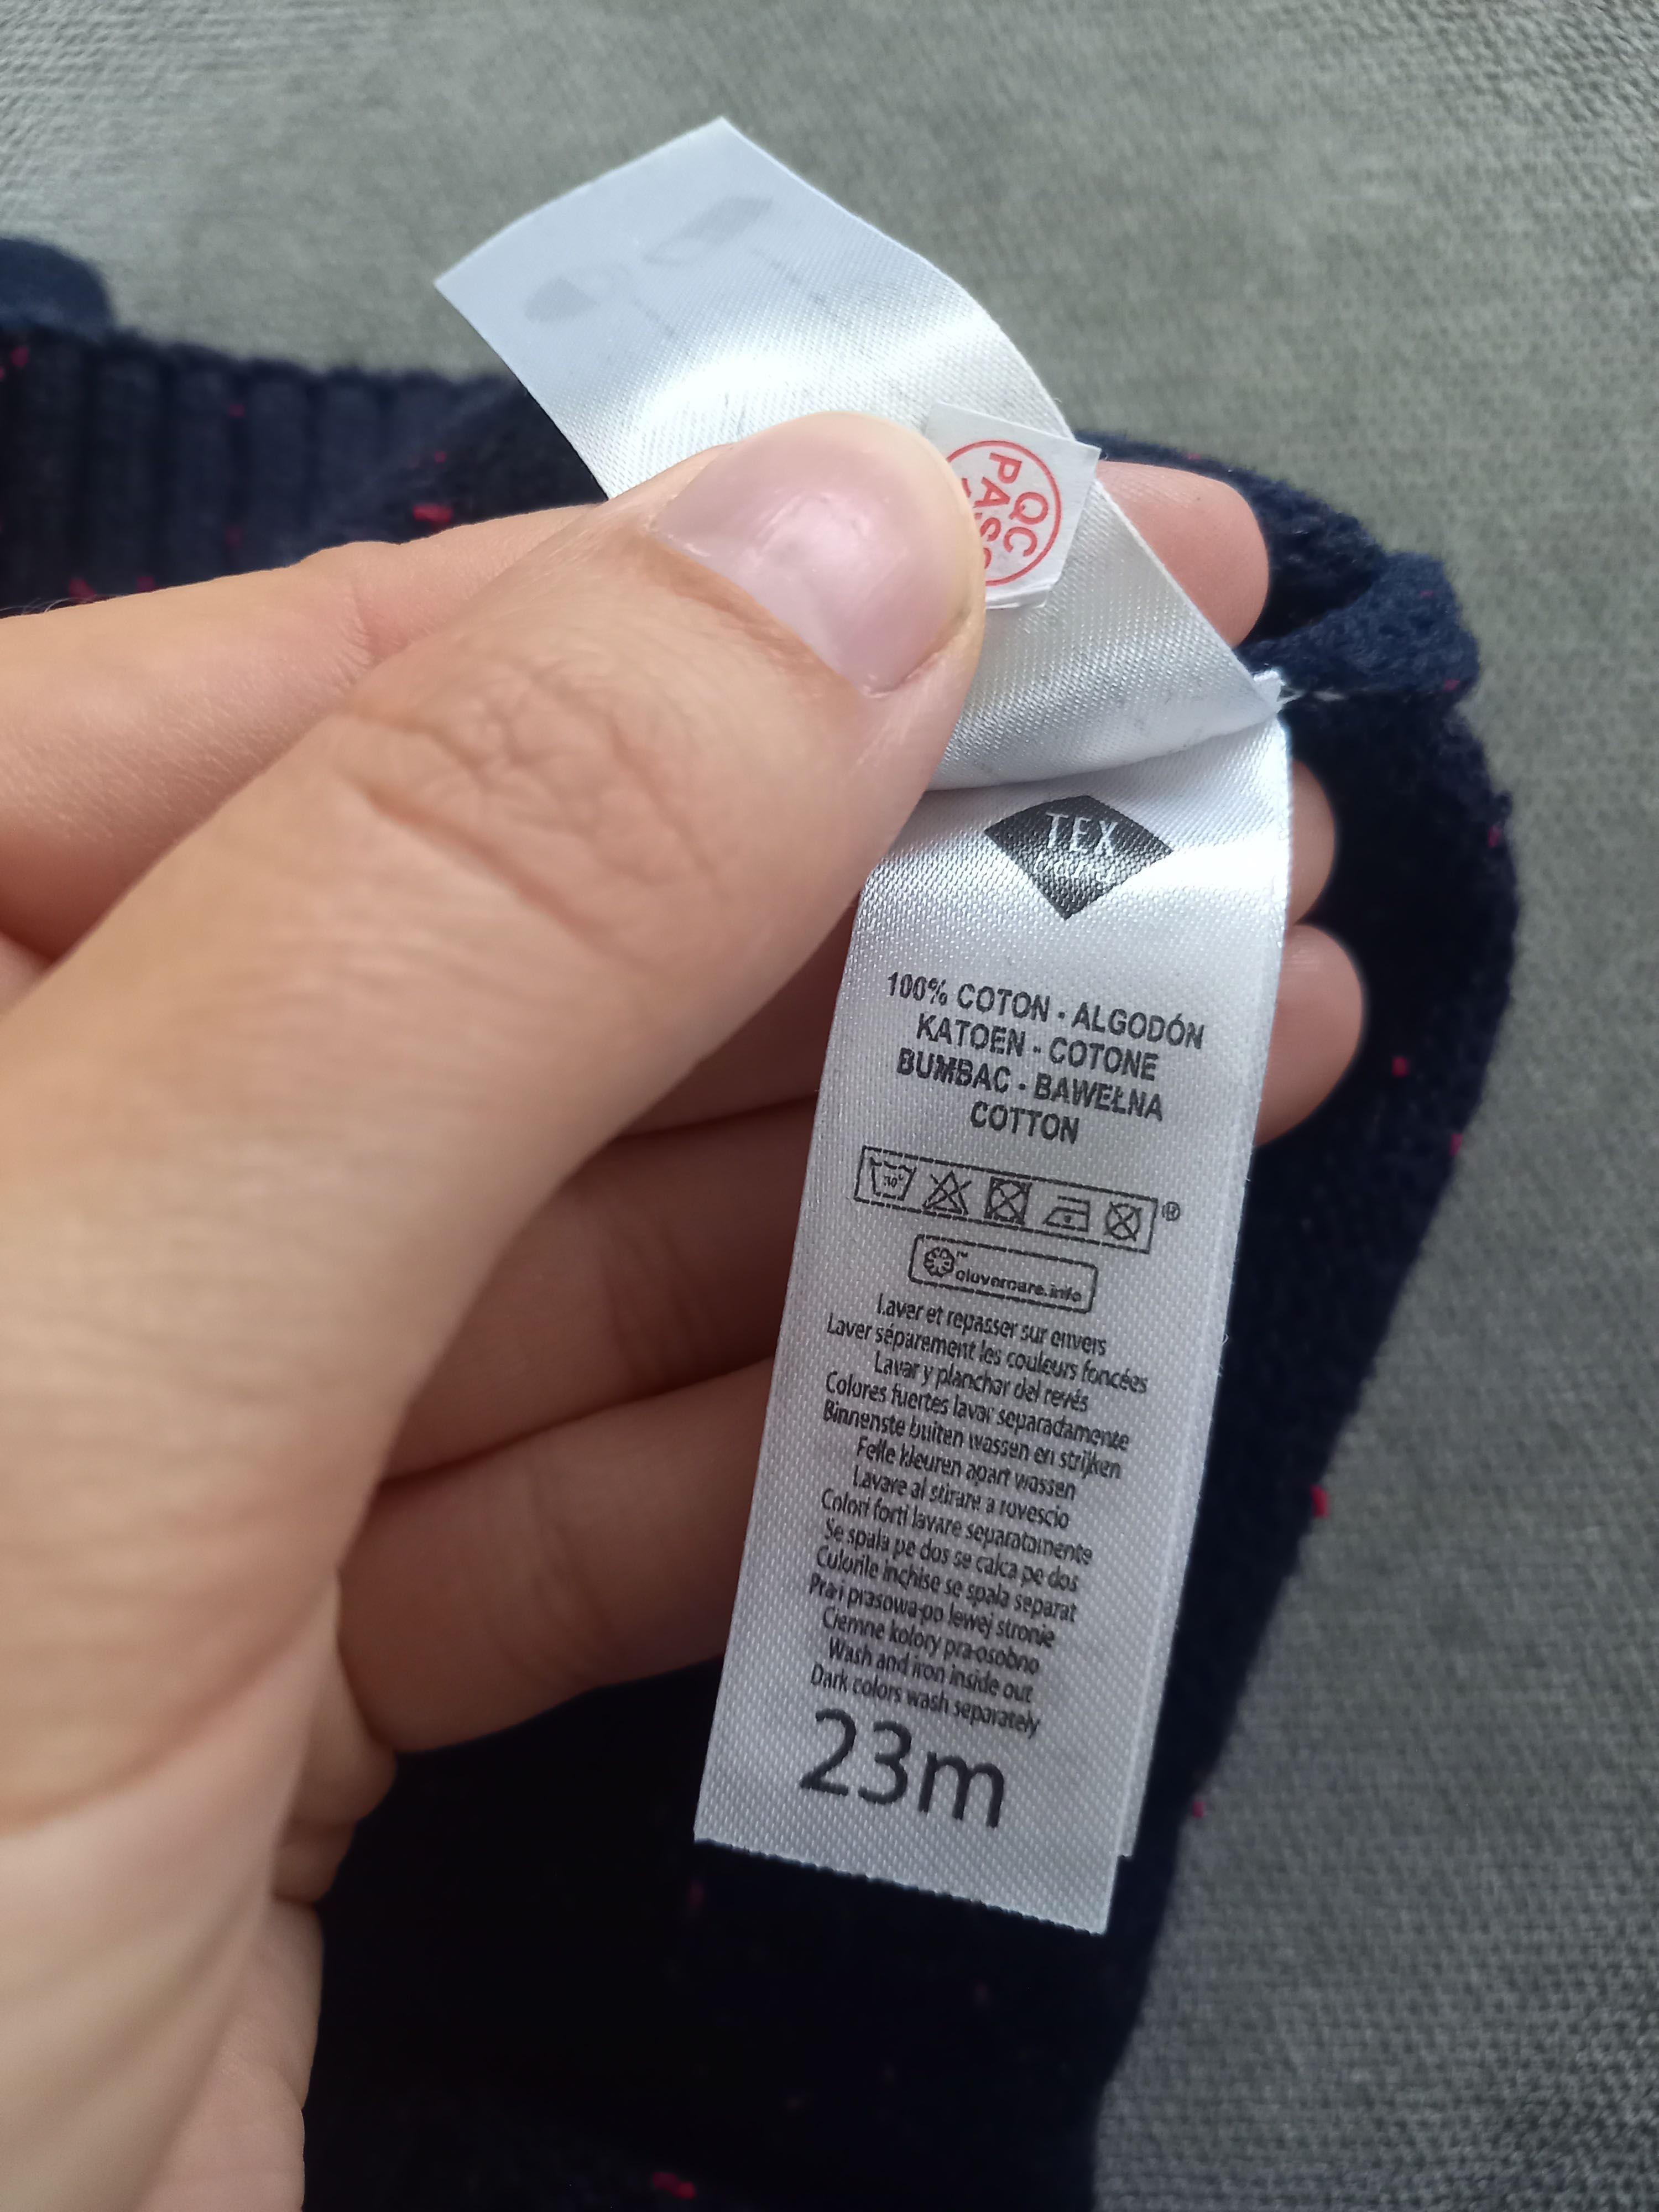 QC
PASS
TEX
100% COTON - ALGODÓN
KATOEN - COTONE
BUMBAC - BAWEŁNA
COTTON
®
™
clevercare.info
Laver et repasser sur envers
Laver séparement les couleurs foncées
Lavar y planchar del revés
Colores fuertes lavar separadamente
Binnenste buiten wassen en strijken
Felle kleuren apart wassen
Lavare al stirare a rovescio
Colori forti lavare separatamente
Se spala pe dos se calca pe dos
Culorile inchise se spala separat
Pra-i prasowa-po lewej stronie
Ciemne kolory pra-osobno
Wash and iron inside out
Dark colors wash separately
23m